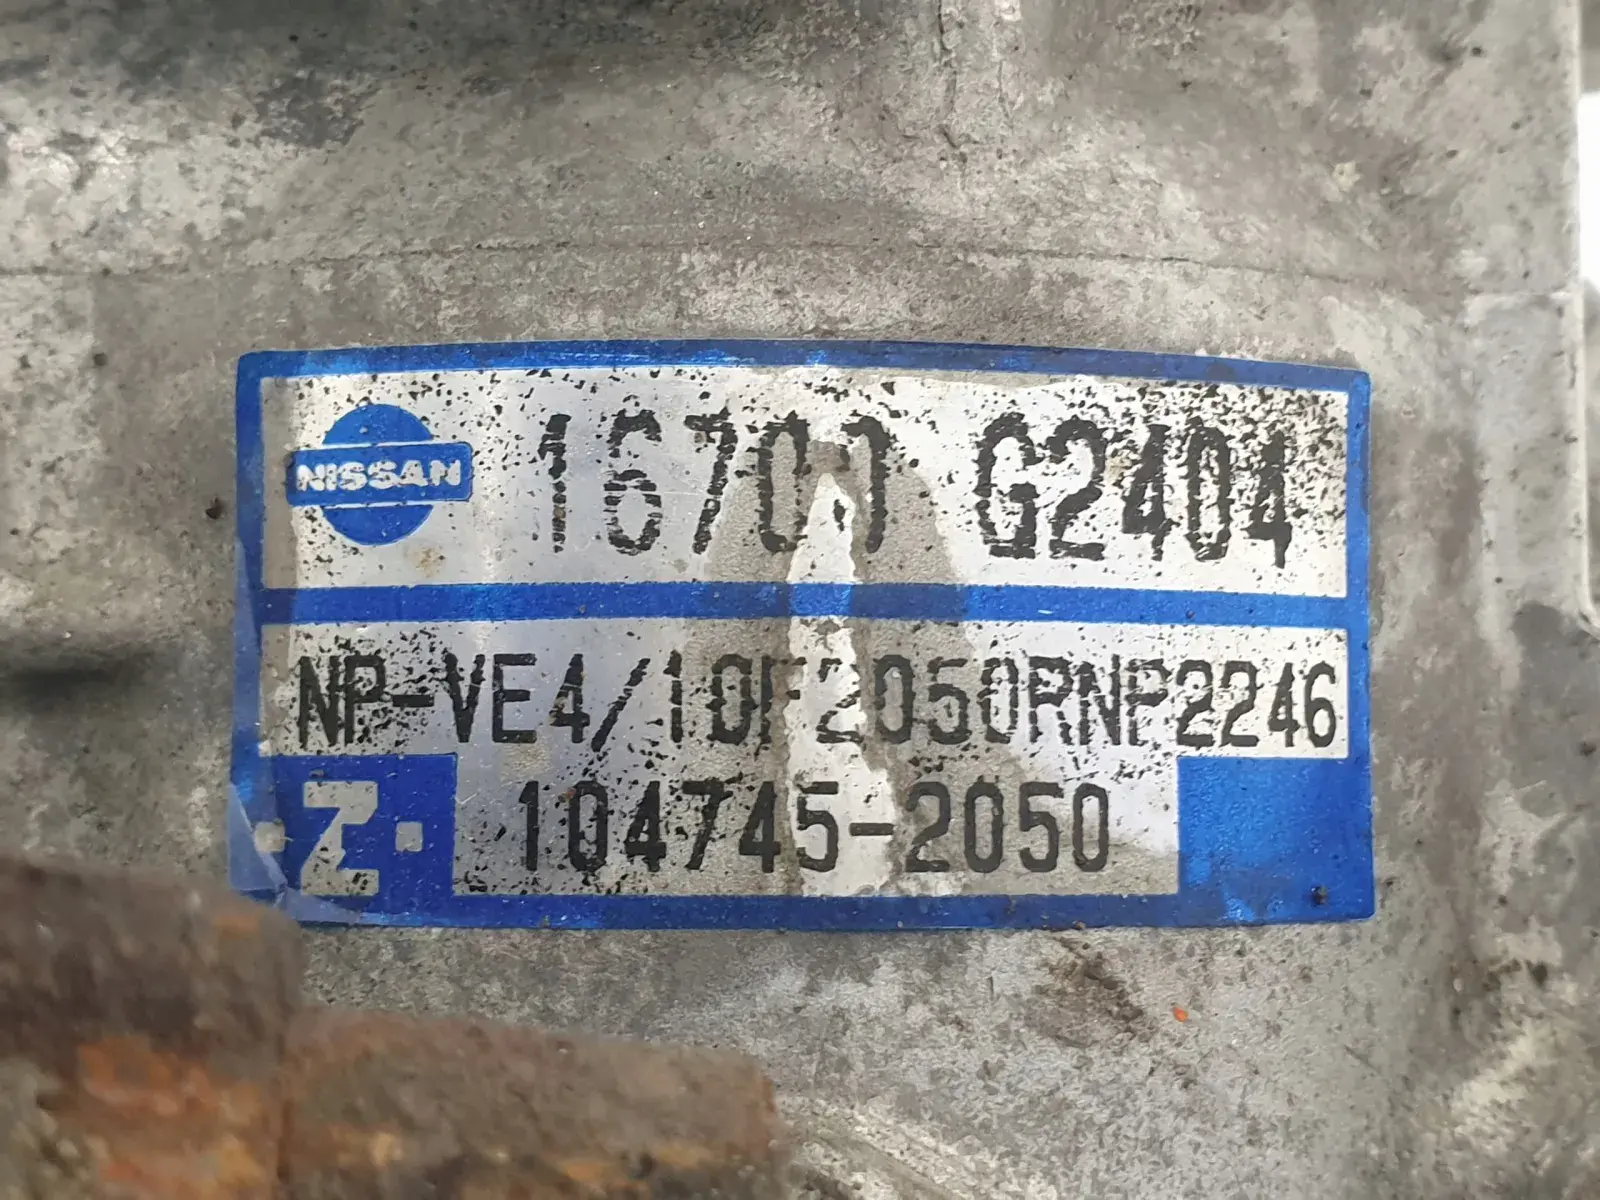 NISSAN 16700 G2404
NP-VE4/10F2050RNP2246
·Z· 104745-2050